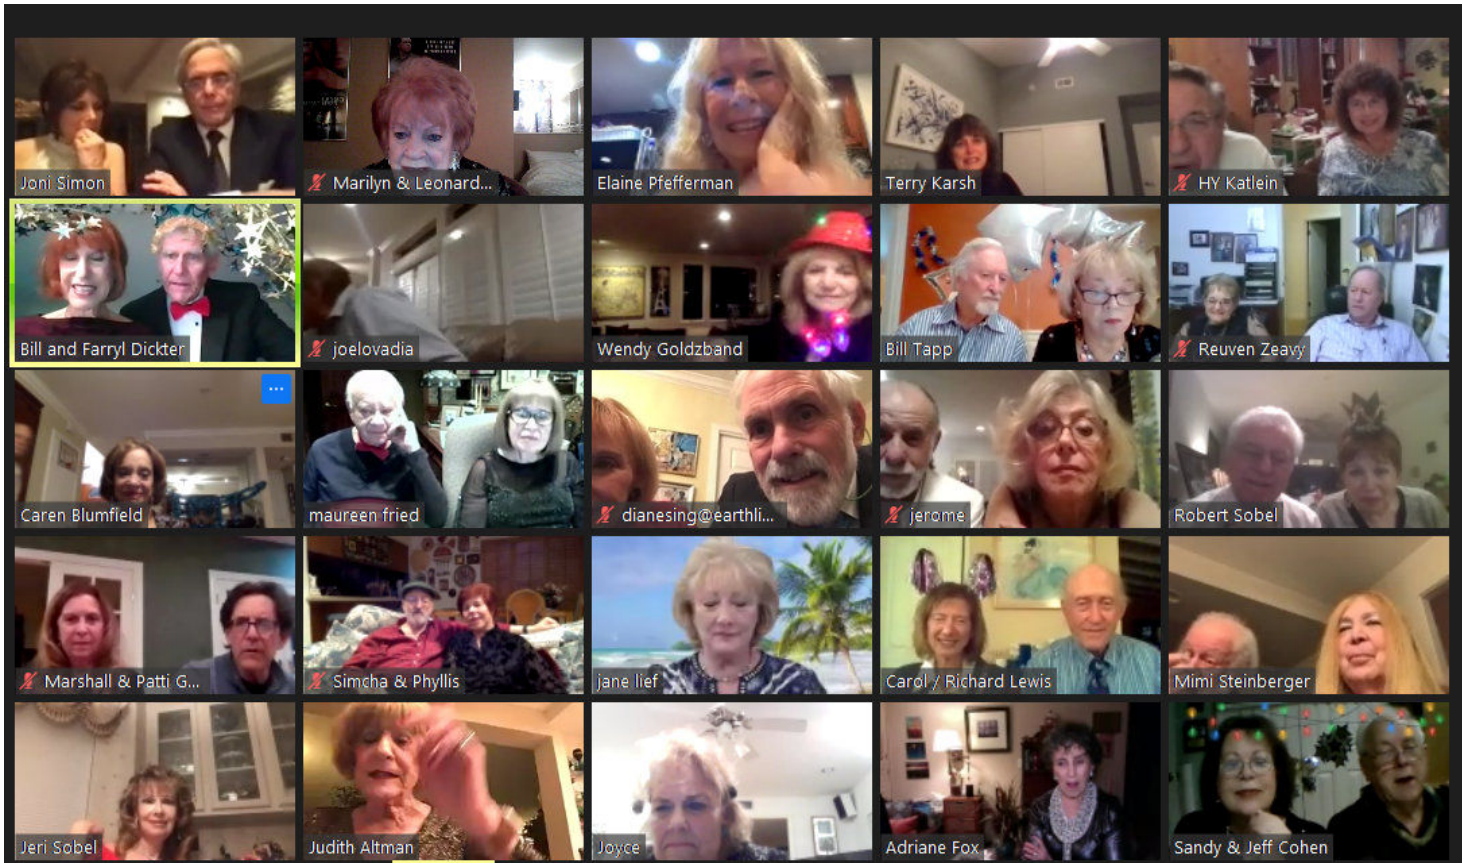 Joni Simon
Marilyn & Leonard...
Elaine Pfefferman
Terry Karsh
HY Katlein
Bill and Farryl Dickter
joelovadia
Wendy Goldzband
Bill Tapp
Reuven Zeavy
...
Caren Blumfield
maureen fried
dianesing@earthli...
jerome
Robert Sobel
Marshall & Patti G...
Simcha & Phyllis
jane lief
Carol / Richard Lewis
Mimi Steinberger
Jeri Sobel
Judith Altman
Joyce
Adriane Fox
Sandy & Jeff Cohen